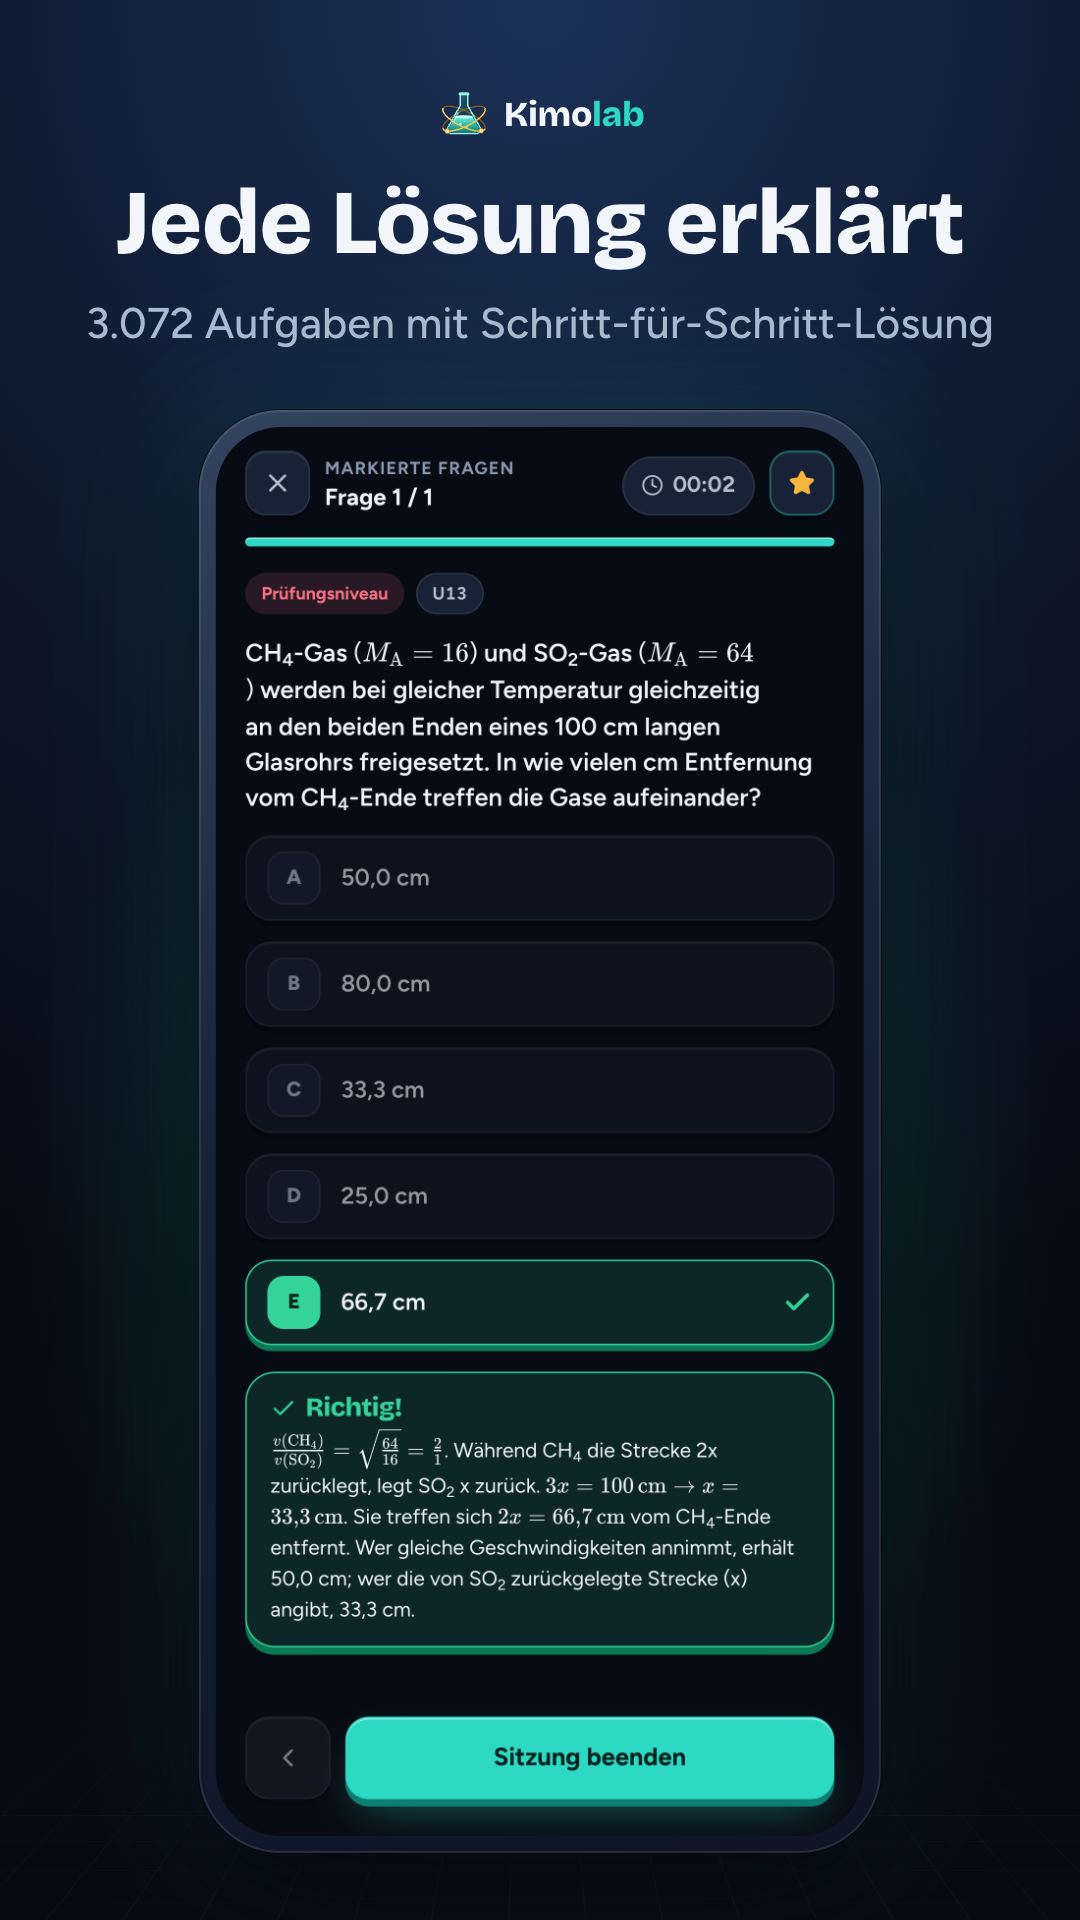 Kimolab
Jede Lösung erklärt
3.072 Aufgaben mit Schritt-für-Schritt-Lösung
MARKIERTE FRAGEN
Frage 1 / 1
00:02
Prüfungsniveau
U13
CH₄-Gas (M_A = 16) und SO₂-Gas (M_A = 64
) werden bei gleicher Temperatur gleichzeitig
an den beiden Enden eines 100 cm langen
Glasrohrs freigesetzt. In wie vielen cm Entfernung
vom CH₄-Ende treffen die Gase aufeinander?
A 50,0 cm
B 80,0 cm
C 33,3 cm
D 25,0 cm
E 66,7 cm
Richtig!
v(CH₄)/v(SO₂) = √(64/16) = 2/1. Während CH₄ die Strecke 2x
zurücklegt, legt SO₂ x zurück. 3x = 100 cm → x =
33,3 cm. Sie treffen sich 2x = 66,7 cm vom CH₄-Ende
entfernt. Wer gleiche Geschwindigkeiten annimmt, erhält
50,0 cm; wer die von SO₂ zurückgelegte Strecke (x)
angibt, 33,3 cm.
Sitzung beenden